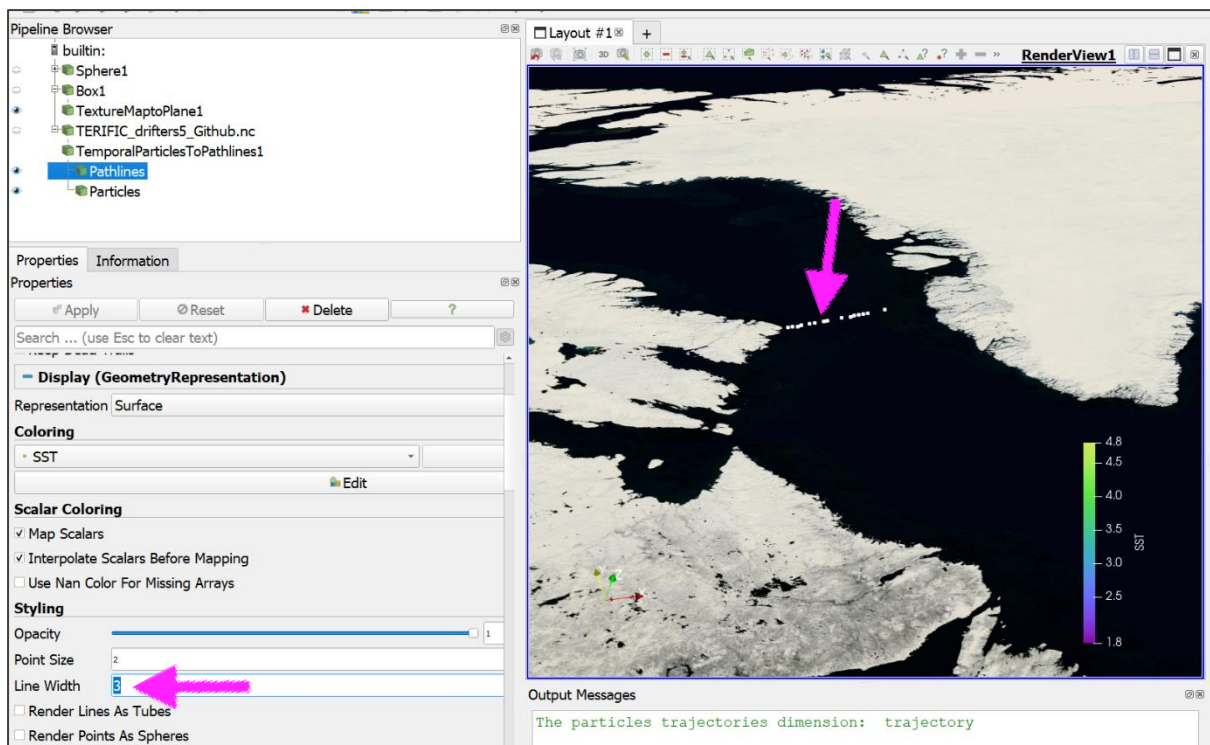 Pipeline Browser
builtin:
Sphere1
Box1
TextureMaptoPlane1
TERIFIC_drifters5_Github.nc
TemporalParticlesToPathlines1
Pathlines
Particles
Properties Information
Properties
Apply Reset Delete ?
Search ... (use Esc to clear text)
Display (GeometryRepresentation)
Representation Surface
Coloring
SST
Edit
Scalar Coloring
Map Scalars
Interpolate Scalars Before Mapping
Use Nan Color For Missing Arrays
Styling
Opacity 1
Point Size 2
Line Width 3
Render Lines As Tubes
Render Points As Spheres
Layout #1 +
3D RenderView1
4.8
4.5
4.0
3.5
3.0
2.5
1.8
SST
Output Messages
The particles trajectories dimension: trajectory